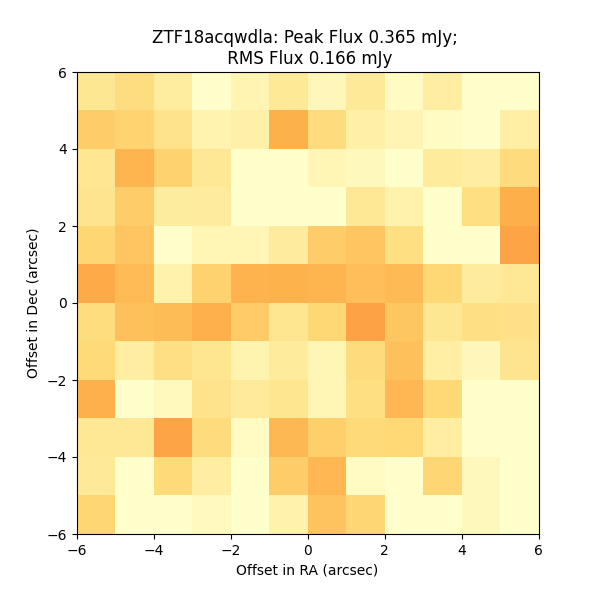 ZTF18acqwdla: Peak Flux 0.365 mJy;
RMS Flux 0.166 mJy
6
4
2
0
−2
−4
−6
Offset in Dec (arcsec)
−6 −4 −2 0 2 4 6
Offset in RA (arcsec)